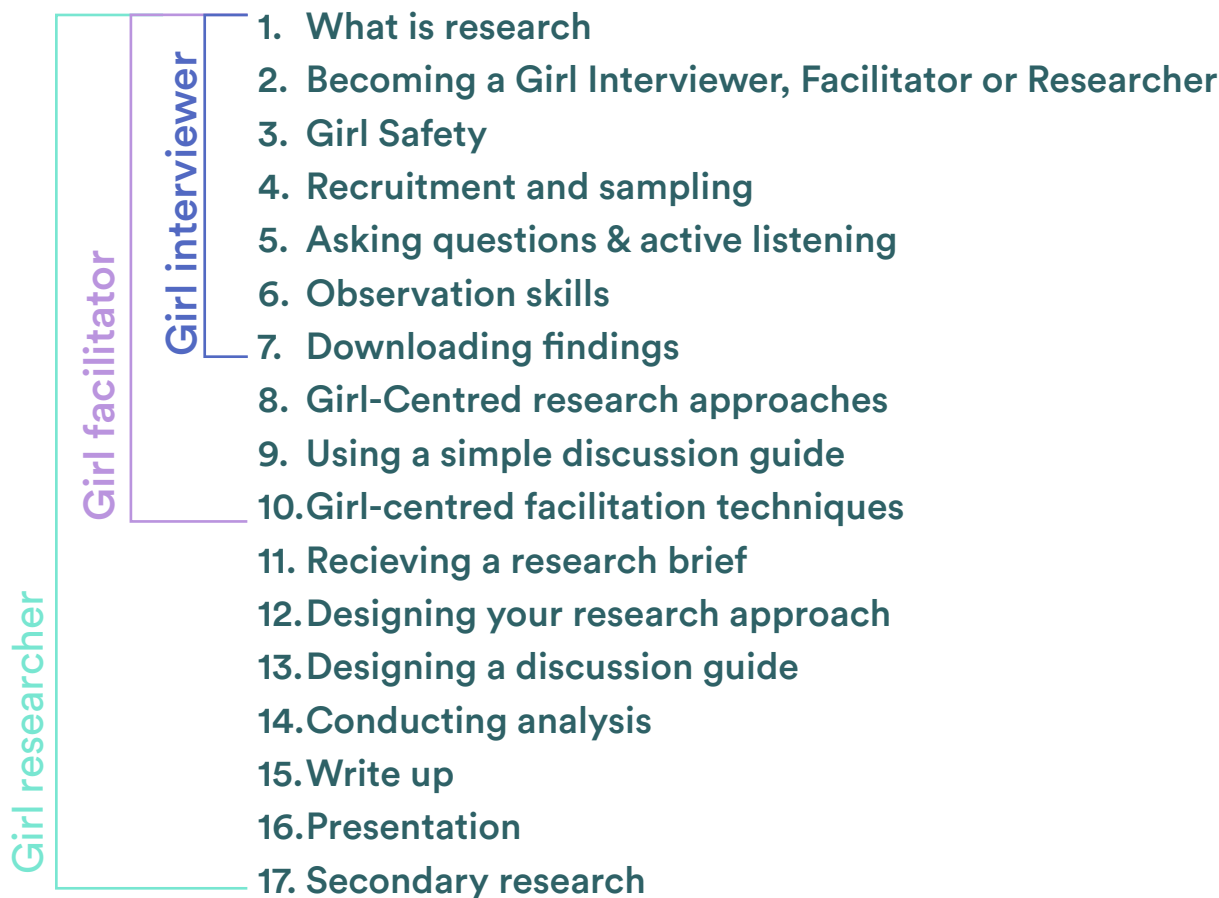 Girl researcher
Girl facilitator
Girl interviewer
1. What is research
2. Becoming a Girl Interviewer, Facilitator or Researcher
3. Girl Safety
4. Recruitment and sampling
5. Asking questions & active listening
6. Observation skills
7. Downloading findings
8. Girl-Centred research approaches
9. Using a simple discussion guide
10. Girl-centred facilitation techniques
11. Recieving a research brief
12. Designing your research approach
13. Designing a discussion guide
14. Conducting analysis
15. Write up
16. Presentation
17. Secondary research